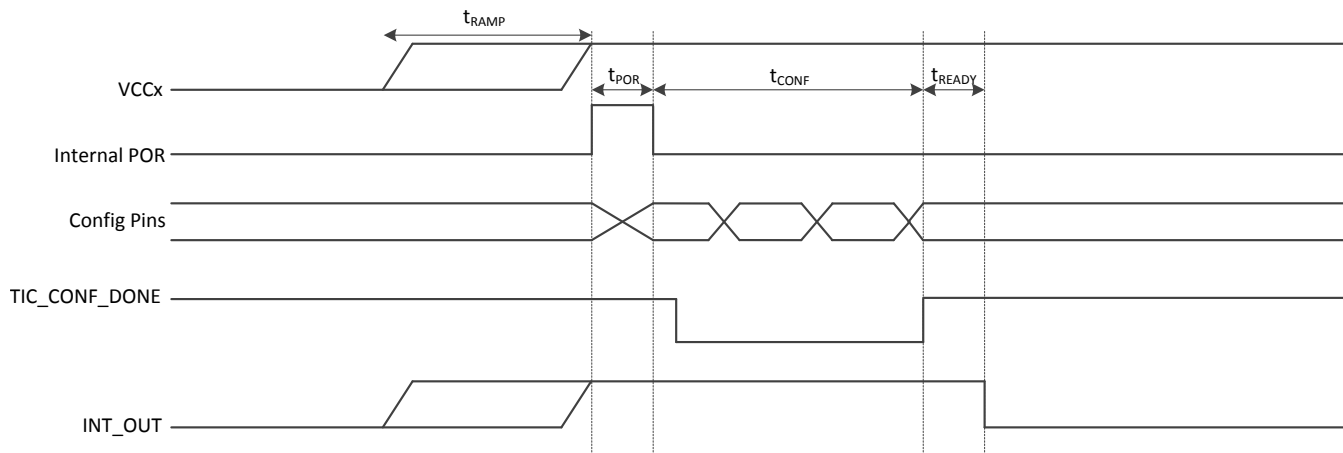 tRAMP
VCCx
tPOR
tCONF
tREADY
Internal POR
Config Pins
TIC_CONF_DONE
INT_OUT